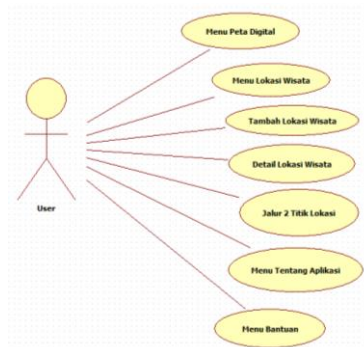 Menu Peta Digital
Menu Lokasi Wisata
Tambah Lokasi Wisata
Detail Lokasi Wisata
User
Jalur 2 Titik Lokasi
Menu Tentang Aplikasi
Menu Bantuan